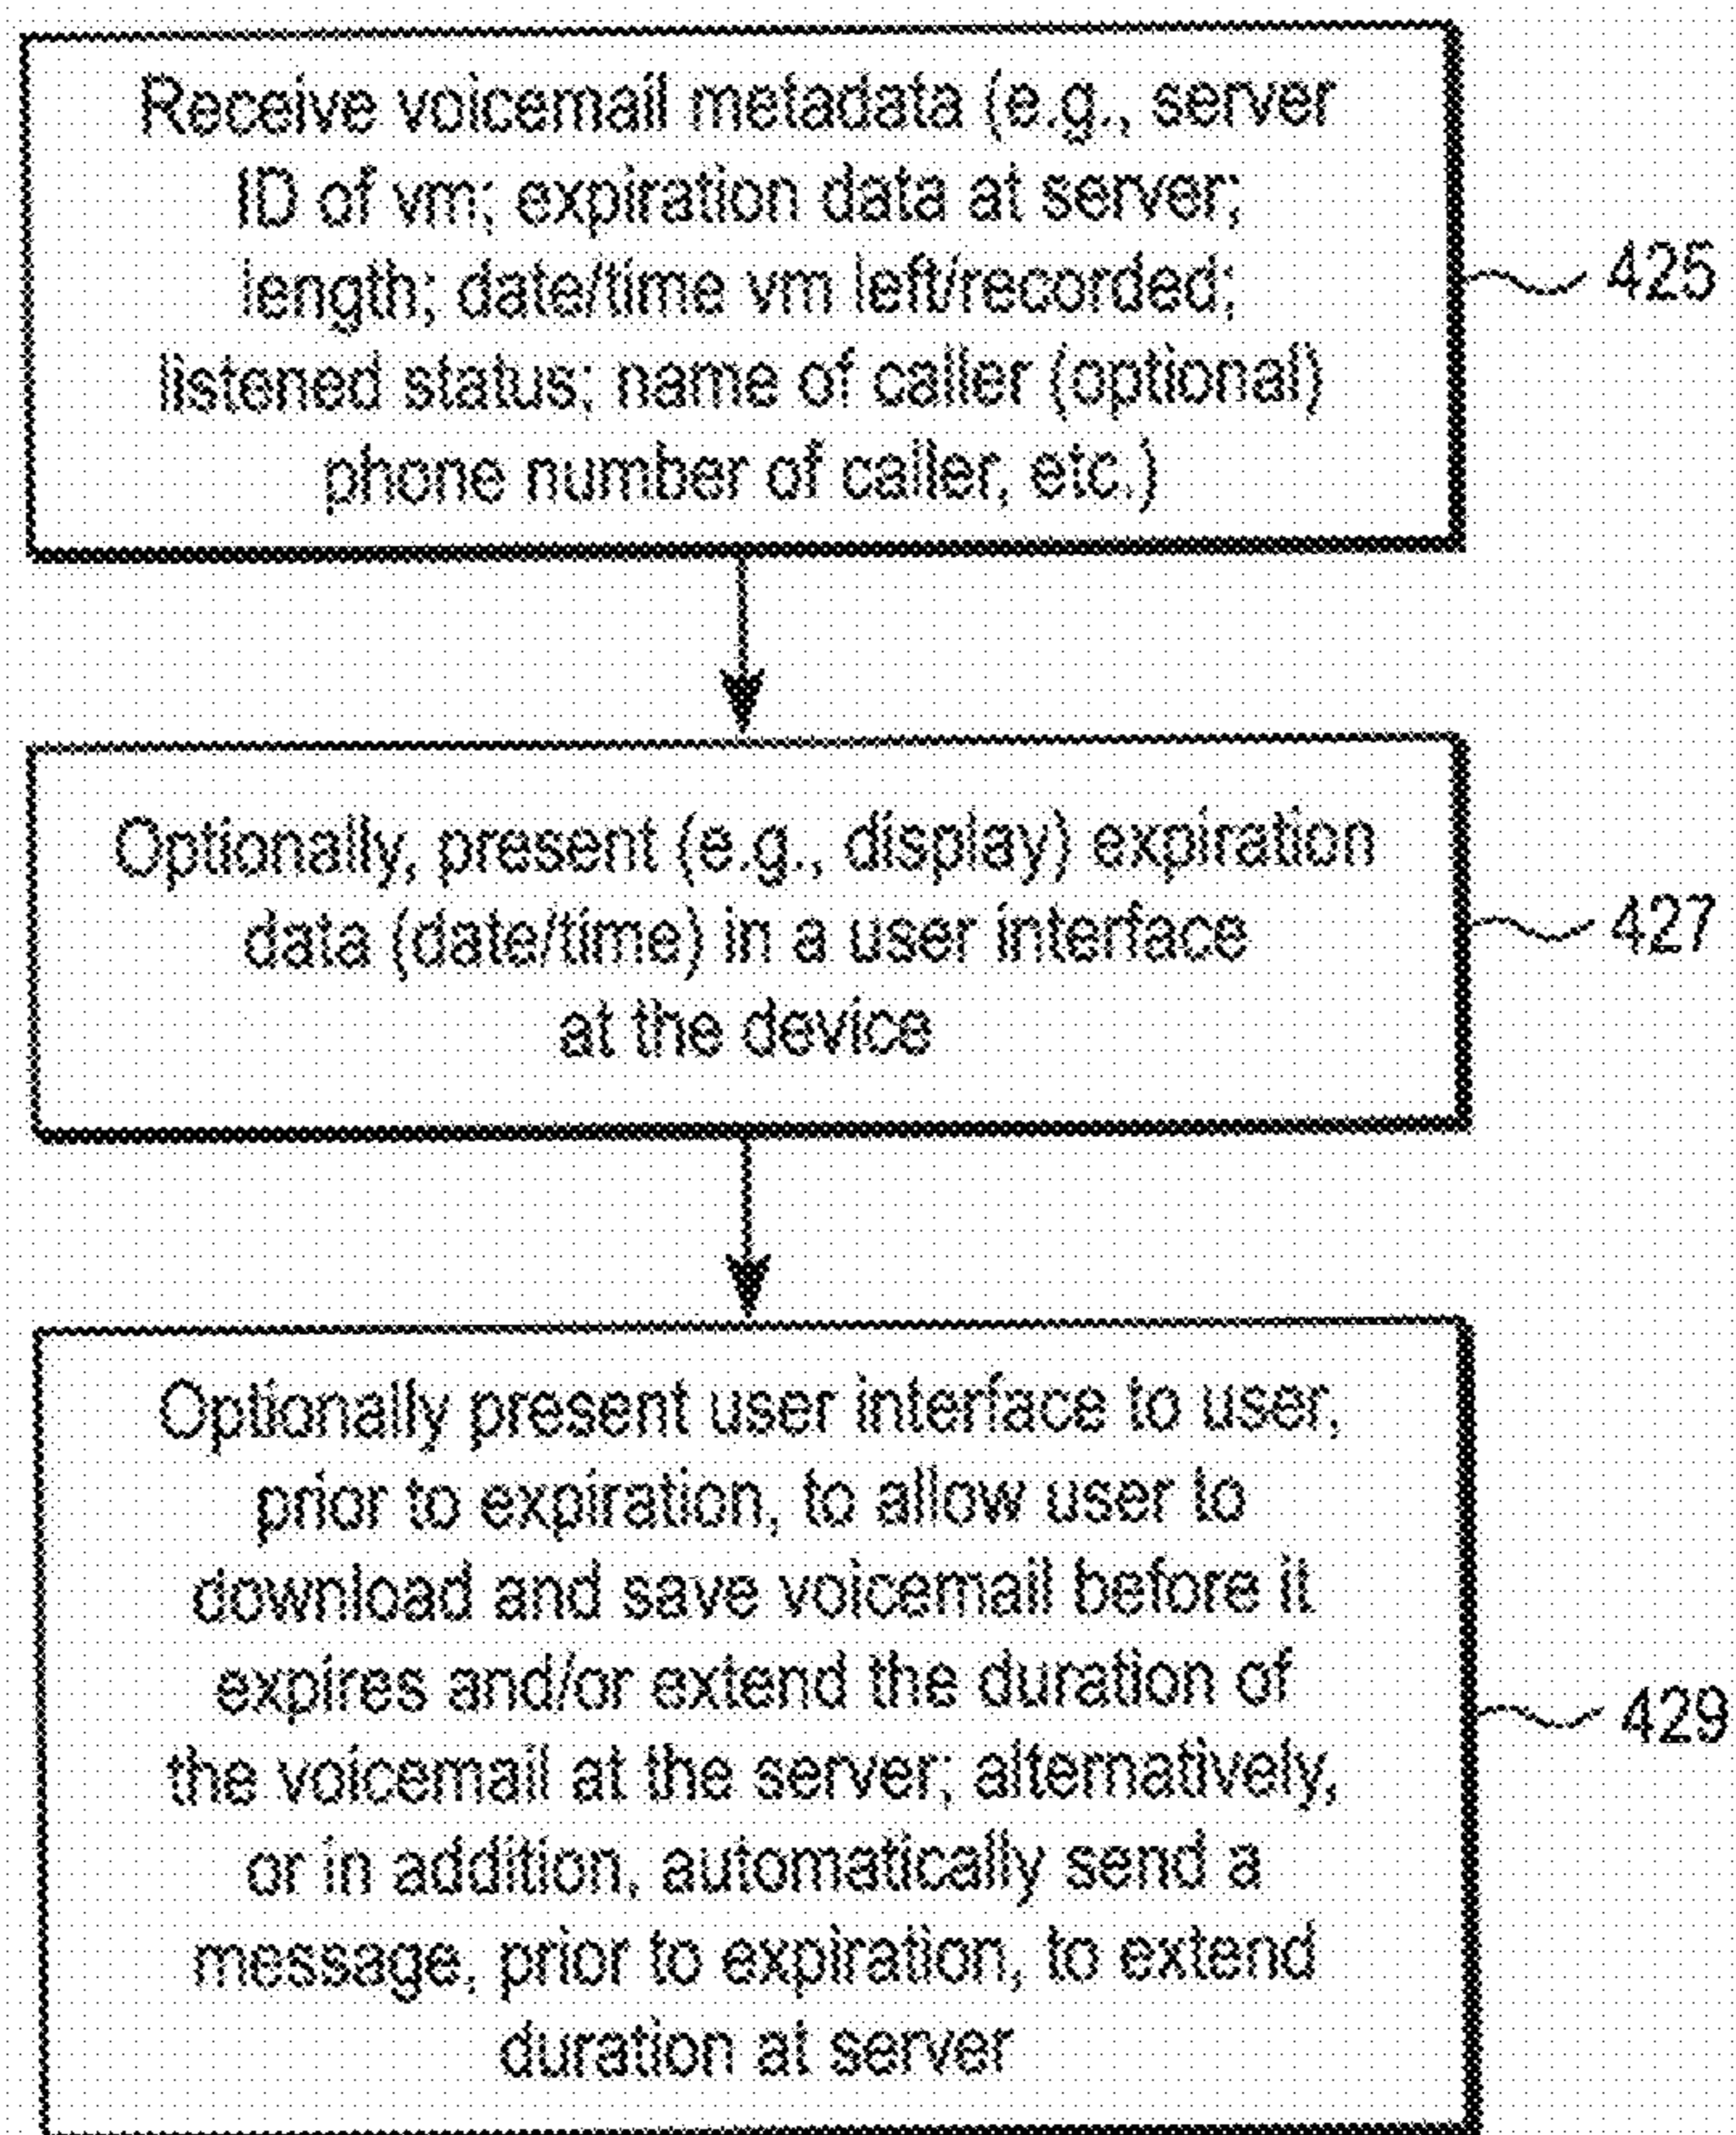 Receive voicemail metadata (e.g., server
ID of vm; expiration data at server;
length; date/time vm left/recorded;
listened status; name of caller (optional)
phone number of caller, etc.)
425
Optionally, present (e.g., display) expiration
data (date/time) in a user interface
at the device
427
Optionally present user interface to user,
prior to expiration, to allow user to
download and save voicemail before it
expires and/or extend the duration of
the voicemail at the server; alternatively,
or in addition, automatically send a
message, prior to expiration, to extend
duration at server
429